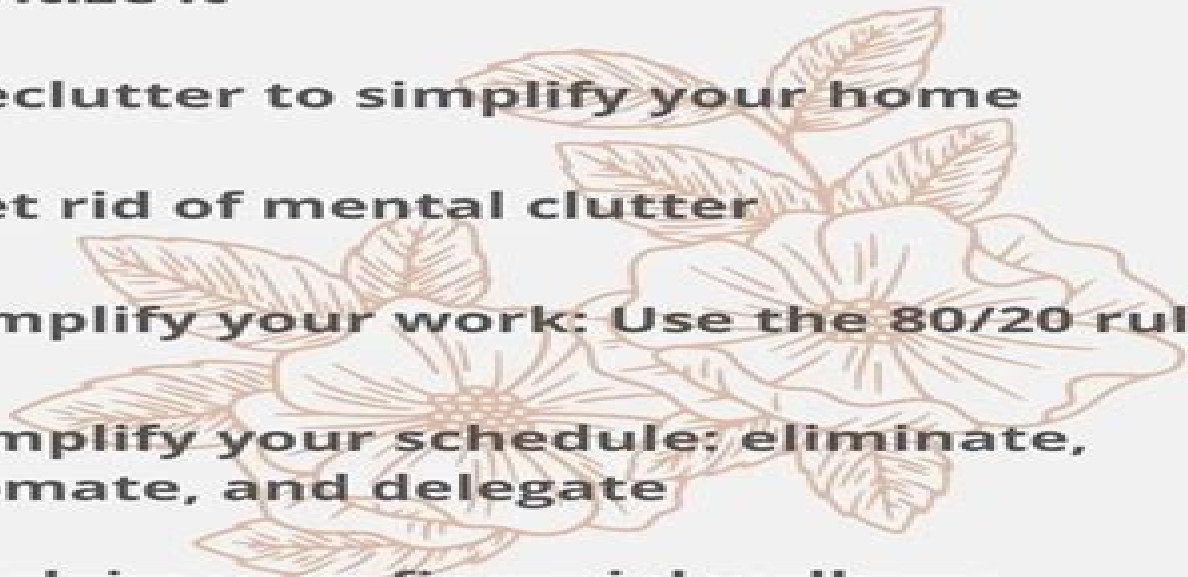 eclutter to simplify your home
et rid of mental clutter
mplify your work: Use the 80/20 rul
mplify your schedule: eliminate,
omate, and delegate